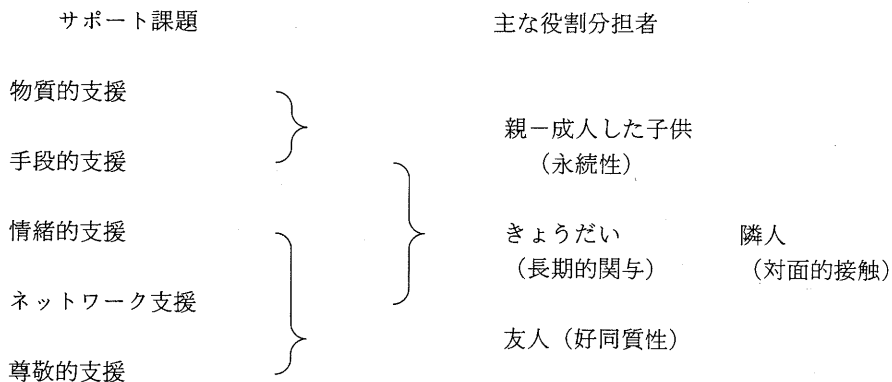 サポート課題 主な役割分担者
物質的支援
親－成人した子供
手段的支援
（永続性）
情緒的支援 きょうだい 隣人
（長期的関与） （対面的接触）
ネットワーク支援
友人（好同質性）
尊敬的支援